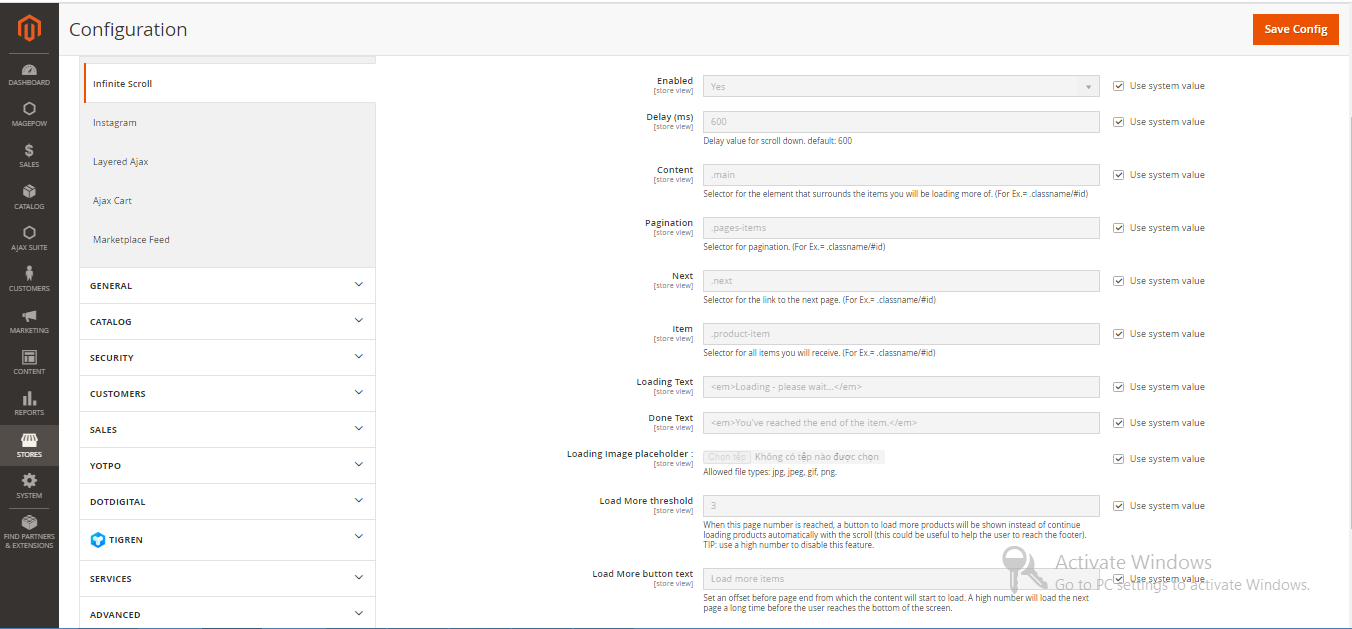 Configuration
Save Config
DASHBOARD
MAGEPOW
$
SALES
CATALOG
AJAX SUITE
CUSTOMERS
MARKETING
CONTENT
REPORTS
STORES
SYSTEM
FIND PARTNERS
& EXTENSIONS
Infinite Scroll
Instagram
Layered Ajax
Ajax Cart
Marketplace Feed
GENERAL
CATALOG
SECURITY
CUSTOMERS
SALES
YOTPO
DOTDIGITAL
TIGREN
SERVICES
ADVANCED
Enabled
[store view]
Yes
Use system value
Delay (ms)
[store view]
600
Use system value
Delay value for scroll down. default: 600
Content
[store view]
.main
Use system value
Selector for the element that surrounds the items you will be loading more of. (For Ex.= .classname/#id)
Pagination
[store view]
.pages-items
Use system value
Selector for pagination. (For Ex.= .classname/#id)
Next
[store view]
.next
Use system value
Selector for the link to the next page. (For Ex.= .classname/#id)
Item
[store view]
.product-item
Use system value
Selector for all items you will receive. (For Ex.= .classname/#id)
Loading Text
[store view]
<em>Loading - please wait...</em>
Use system value
Done Text
[store view]
<em>You've reached the end of the item.</em>
Use system value
Loading Image placeholder :
[store view]
Chọn tệp Không có tệp nào được chọn
Use system value
Allowed file types: jpg, jpeg, gif, png.
Load More threshold
[store view]
3
Use system value
When this page number is reached, a button to load more products will be shown instead of continue
loading products automatically with the scroll (this could be useful to help the user to reach the footer).
TIP: use a high number to disable this feature.
Load More button text
[store view]
Load more items
Use system value
Set an offset before page end from which the content will start to load. A high number will load the next
page a long time before the user reaches the bottom of the screen.
Activate Windows
Go to PC settings to activate Windows.